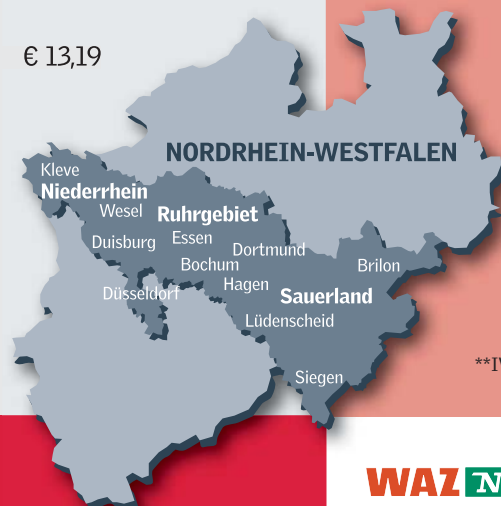 € 13,19
NORDRHEIN-WESTFALEN
Kleve
Niederrhein
Wesel
Ruhrgebiet
Duisburg
Essen
Dortmund
Bochum
Brilon
Düsseldorf
Hagen
Sauerland
Lüdenscheid
Siegen
WAZ